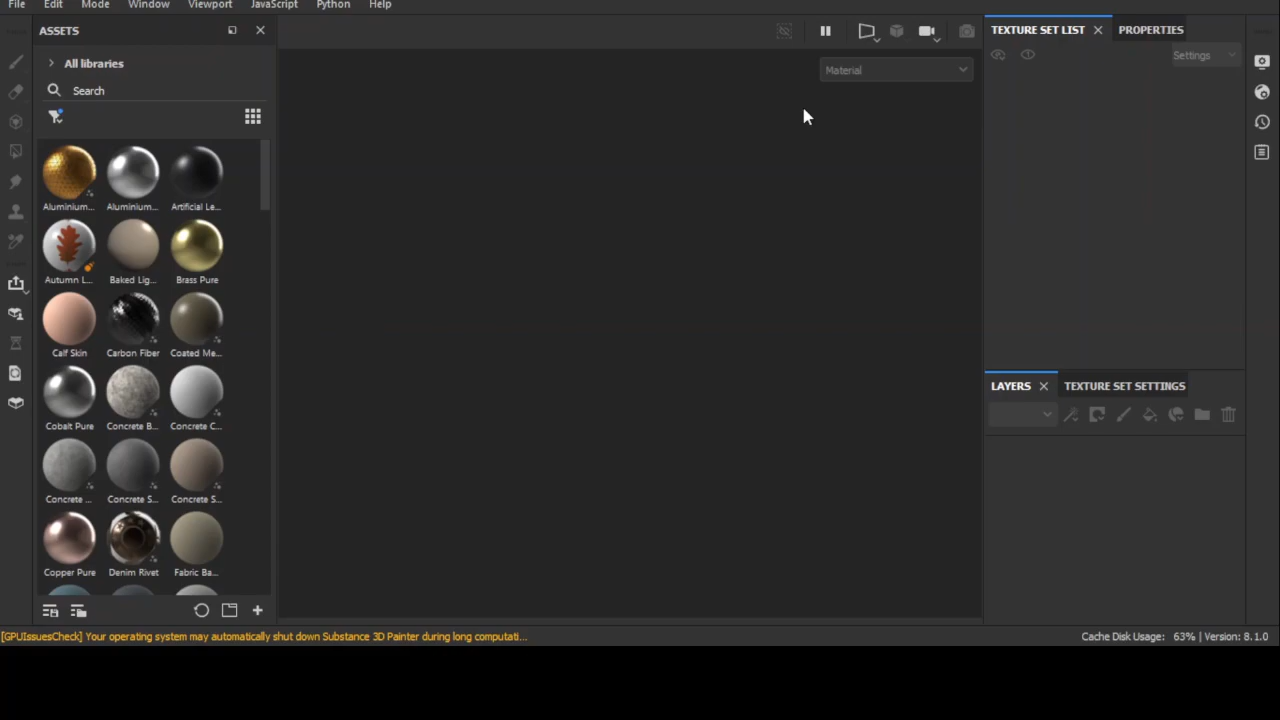 File Edit Mode Window Viewport JavaScript Python Help
ASSETS
All libraries
Search
Aluminium... Aluminium... Artificial Le...
Autumn L... Baked Lig... Brass Pure
Calf Skin Carbon Fiber Coated Me...
Cobalt Pure Concrete B... Concrete C...
Concrete ... Concrete S... Concrete S...
Copper Pure Denim Rivet Fabric Ba...
Material
TEXTURE SET LIST PROPERTIES
Settings
LAYERS TEXTURE SET SETTINGS
[GPUIssuesCheck] Your operating system may automatically shut down Substance 3D Painter during long computati...
Cache Disk Usage: 63% | Version: 8.1.0